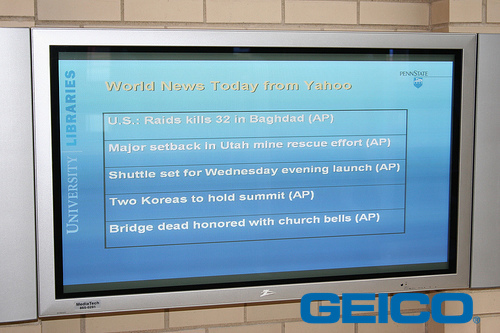 UNIVERSITY LIBRARIES
World News Today from Yahoo
PENNSTATE
U.S.: Raids kills 32 in Baghdad (AP)
Major setback in Utah mine rescue effort (AP)
Shuttle set for Wednesday evening launch (AP)
Two Koreas to hold summit (AP)
Bridge dead honored with church bells (AP)
MediaTech
GEICO